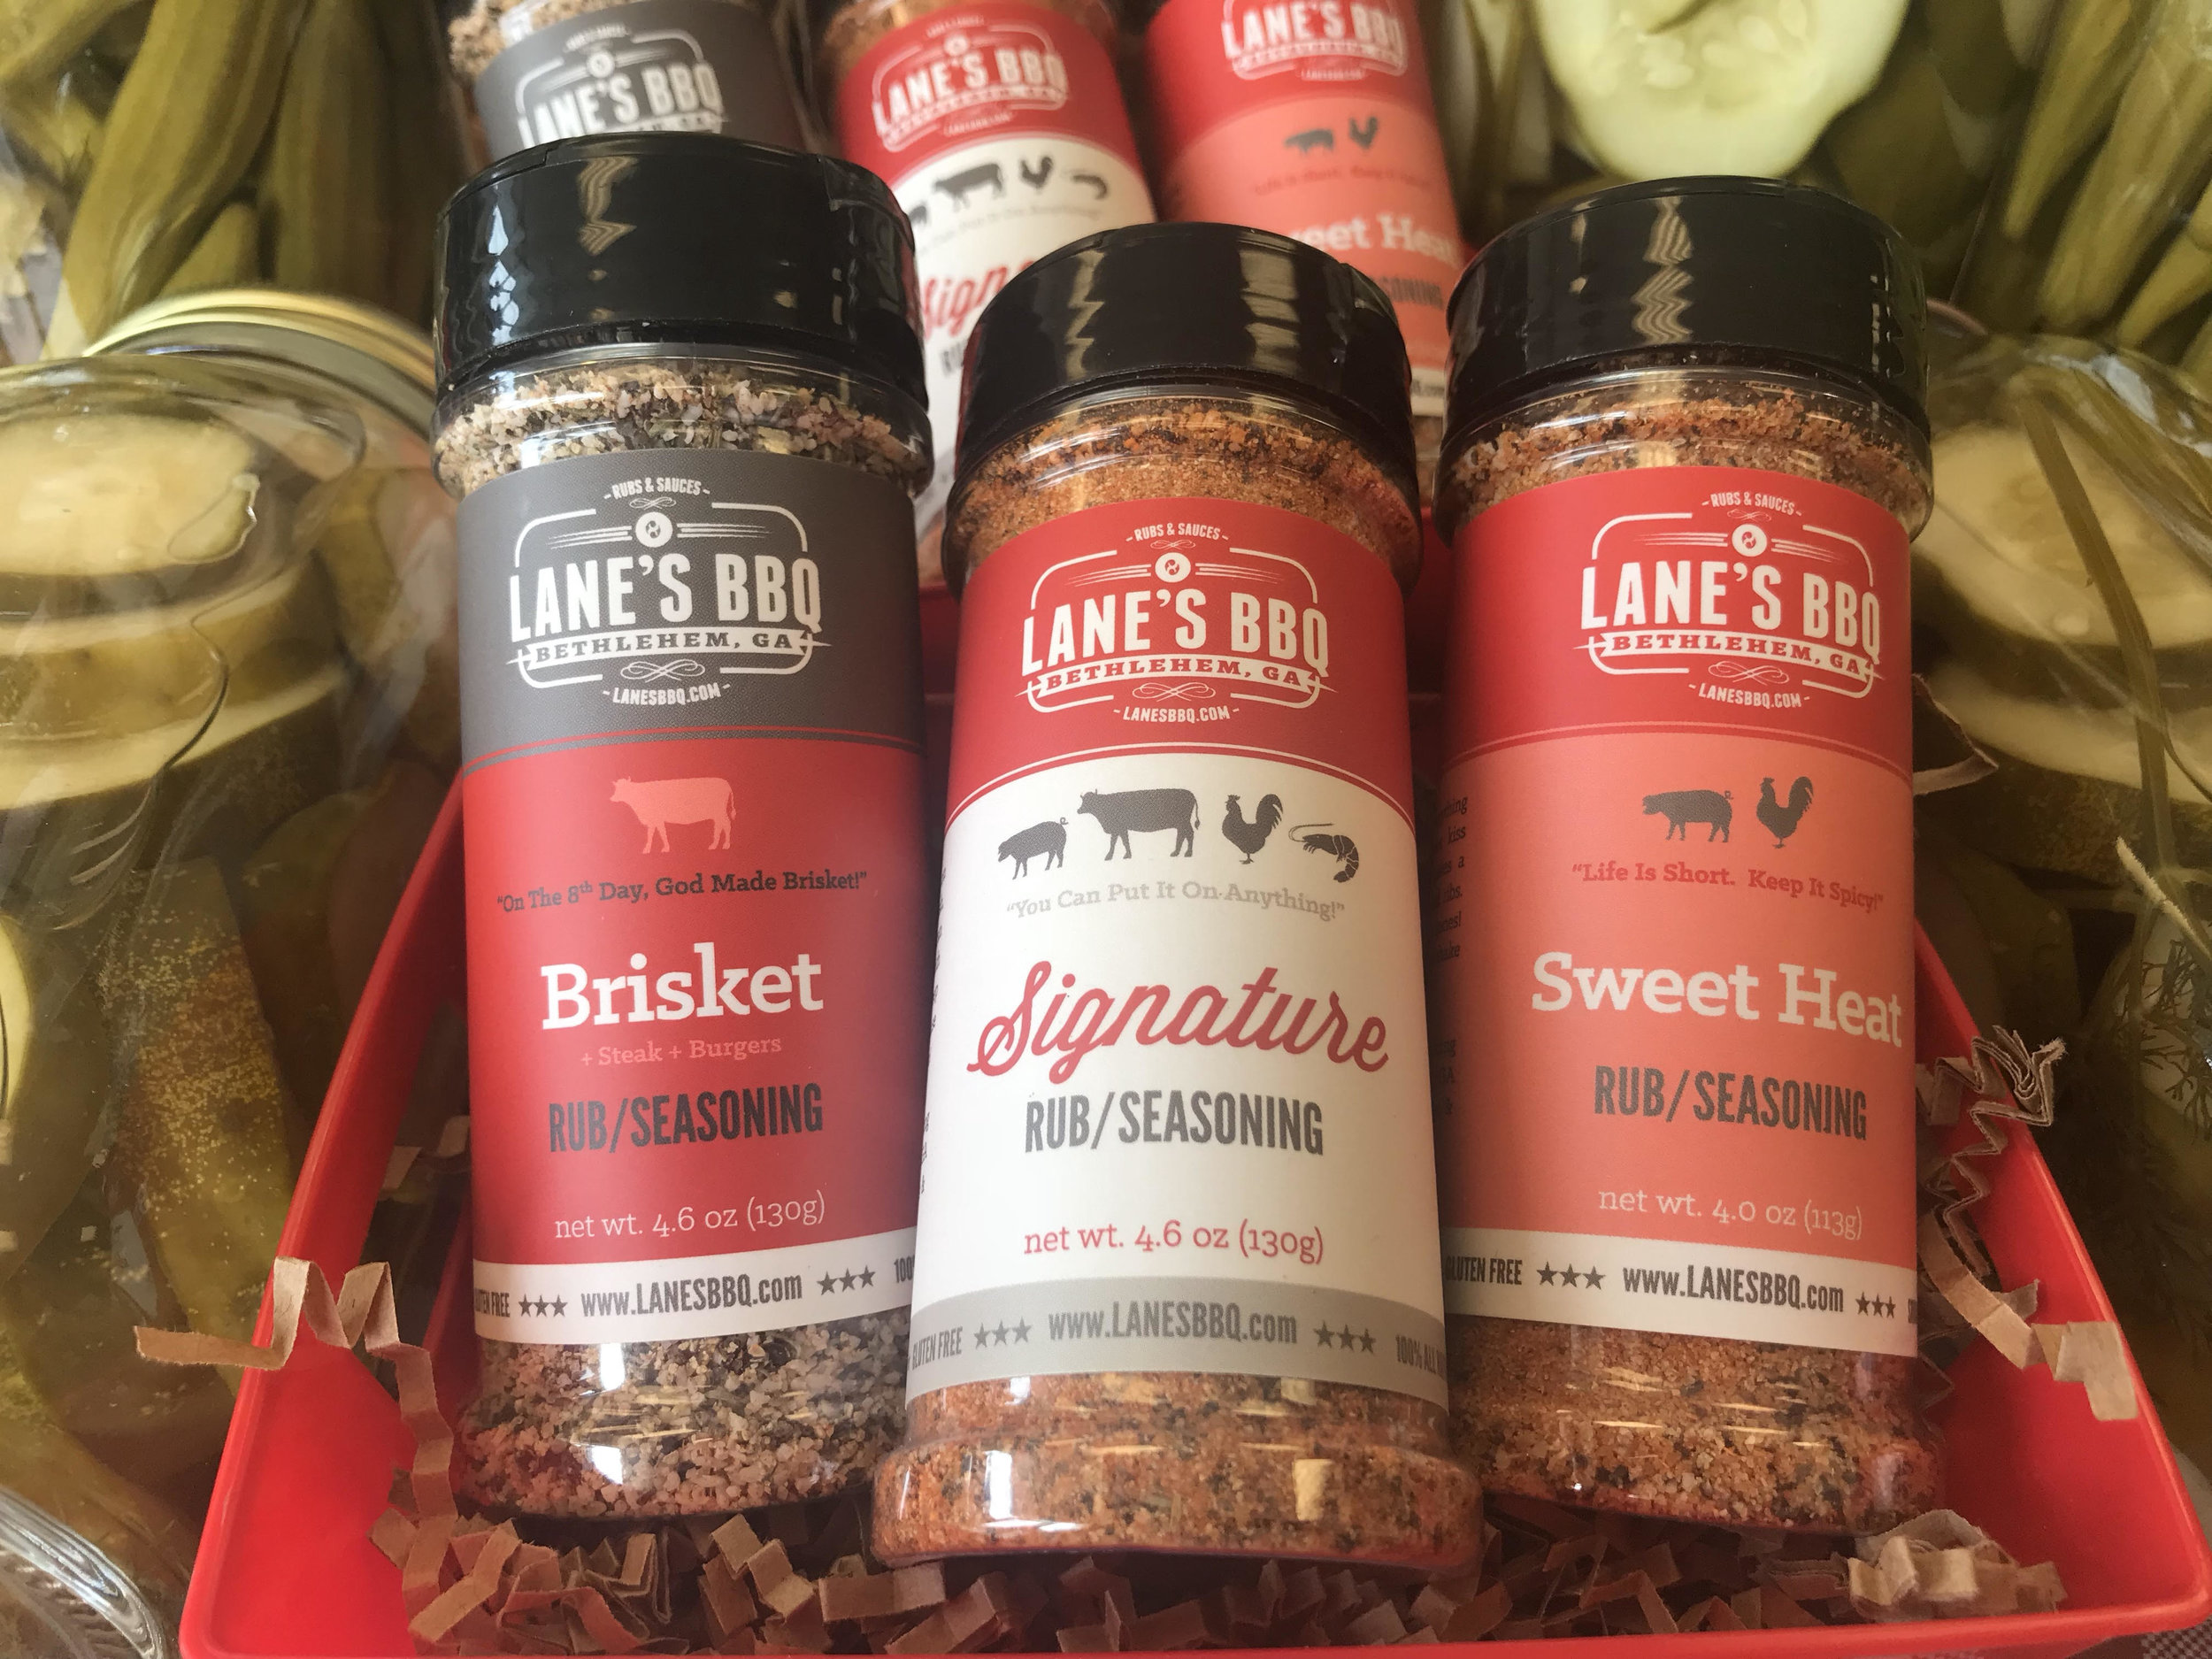 LANE'S BBQ
LANE'S BBQ
Sign
LANE'S BBQ
eet Heat
- RUBS & SAUCES -
LANE'S BBQ
BETHLEHEM, GA
- LANESBBQ.COM -
"On The 8th Day, God Made Brisket!"
Brisket
+ Steak + Burgers
RUB/SEASONING
net wt. 4.6 oz (130g)
FREE ★★★ www.LANESBBQ.com ★★★ 100
- RUBS & SAUCES -
LANE'S BBQ
BETHLEHEM, GA
- LANESBBQ.COM -
"You Can Put It On Anything!"
Signature
RUB/SEASONING
net wt. 4.6 oz (130g)
GLUTEN FREE ★★★ www.LANESBBQ.com ★★★ 100% ALL
- RUBS & SAUCES -
LANE'S BBQ
BETHLEHEM, GA
- LANESBBQ.COM -
"Life Is Short. Keep It Spicy!"
Sweet Heat
RUB/SEASONING
net wt. 4.0 oz (113g)
GLUTEN FREE ★★★ www.LANESBBQ.com ★★★